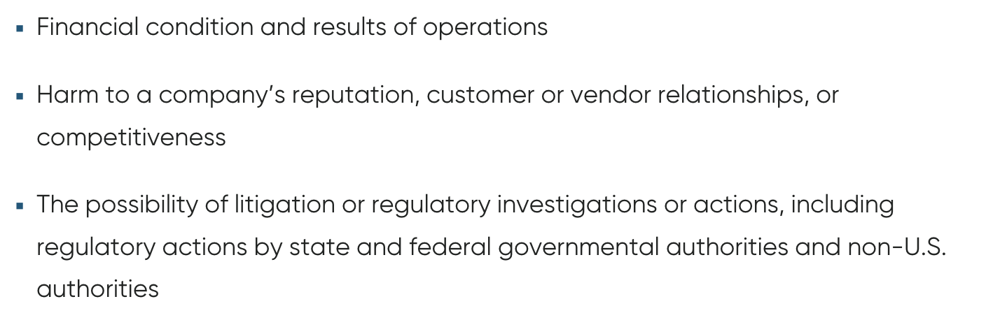 ▪ Financial condition and results of operations
▪ Harm to a company’s reputation, customer or vendor relationships, or
competitiveness
▪ The possibility of litigation or regulatory investigations or actions, including
regulatory actions by state and federal governmental authorities and non-U.S.
authorities